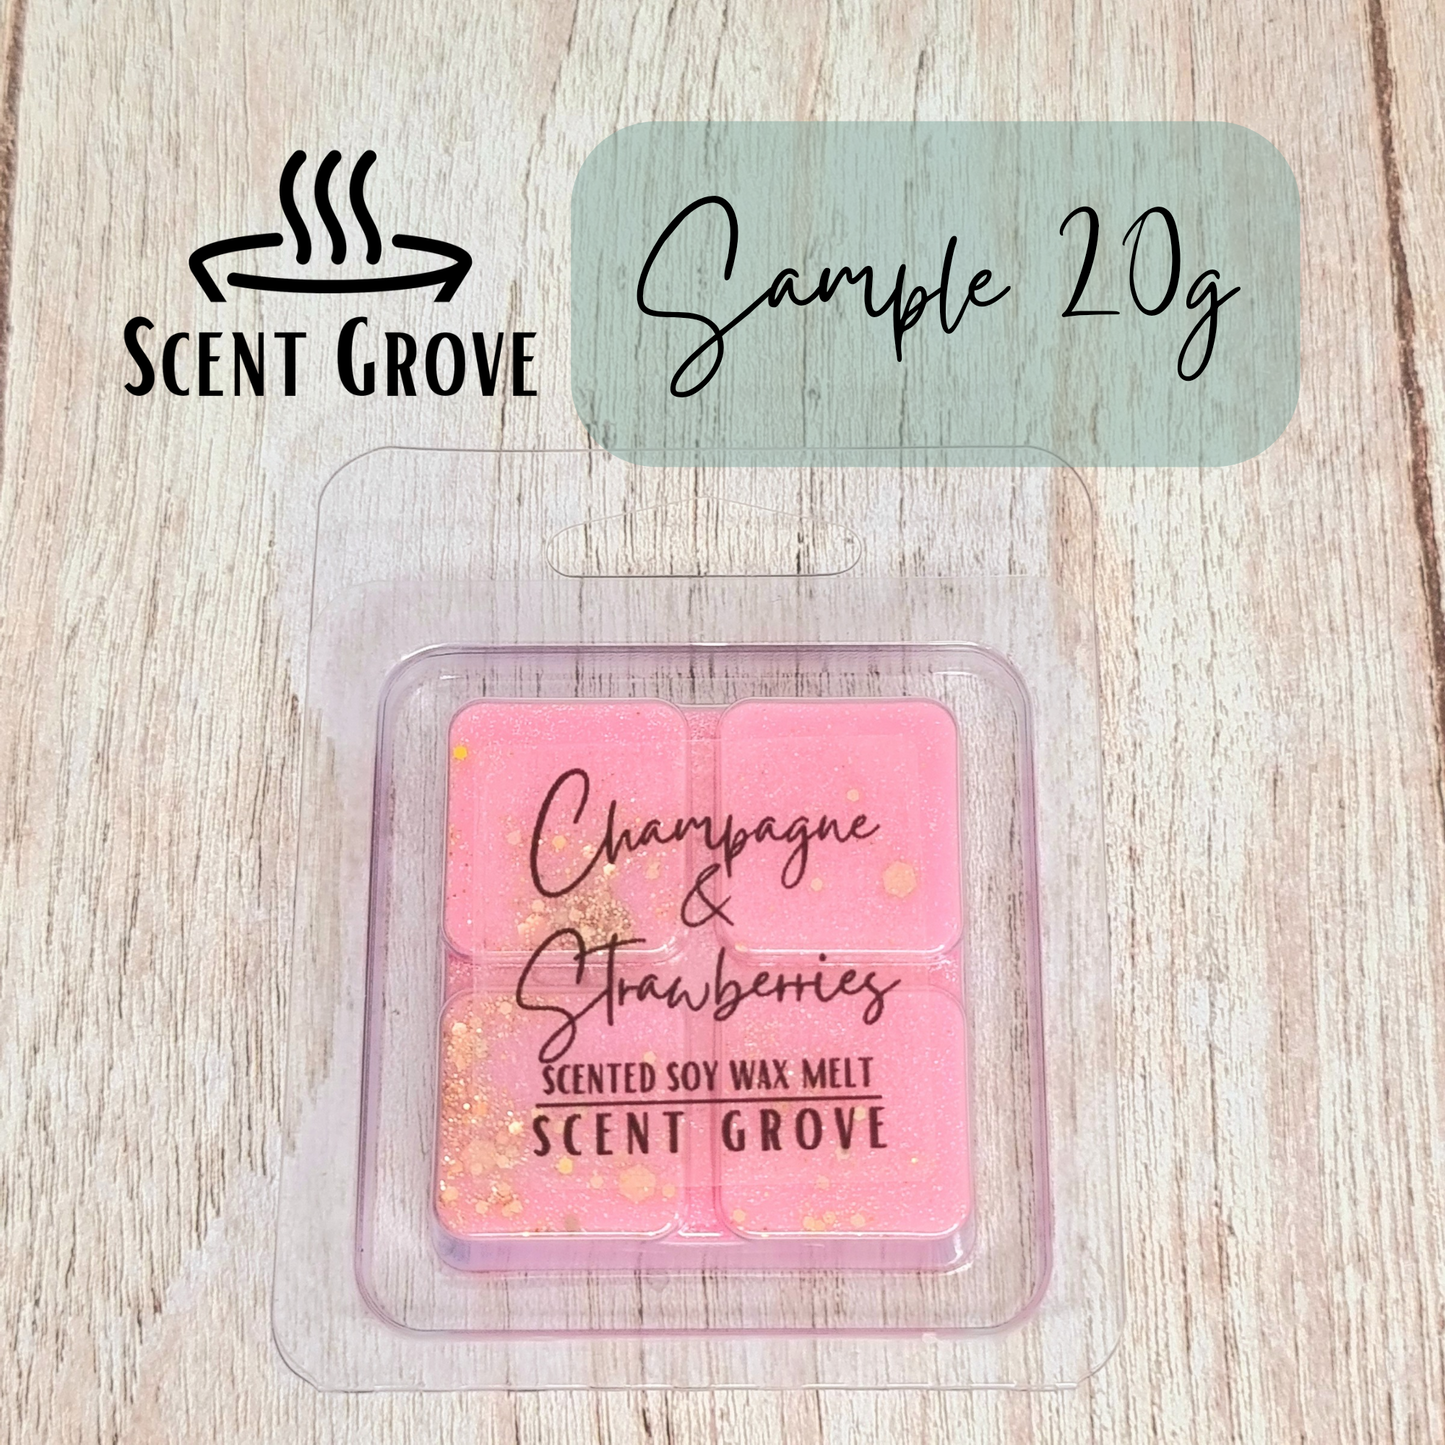 SCENT GROVE
Sample 20g
Champagne
&
Strawberries
SCENTED SOY WAX MELT
SCENT GROVE